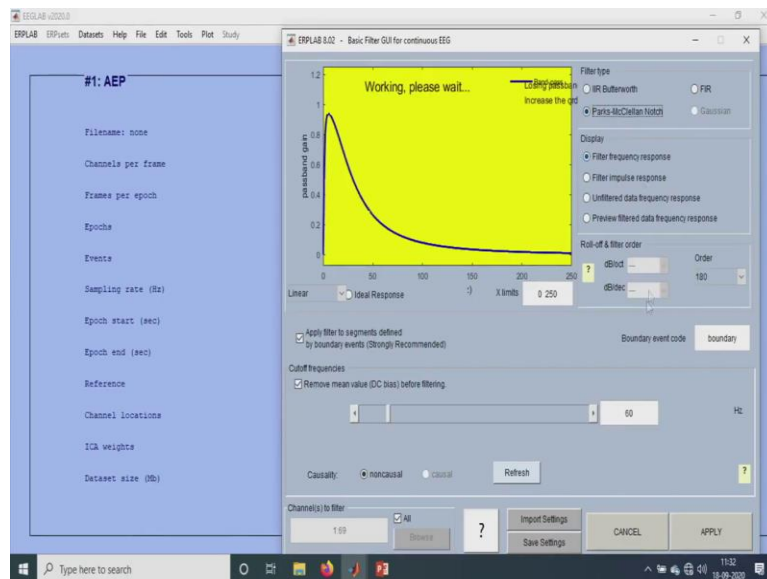 EEGLAB v2020.0
ERPLAB ERPsets Datasets Help File Edit Tools Plot Study
#1: AEP
Filename: none
Channels per frame
Frames per epoch
Epochs
Events
Sampling rate (Hz)
Epoch start (sec)
Epoch end (sec)
Reference
Channel locations
ICA weights
Dataset size (Mb)
ERPLAB 8.02 - Basic Filter GUI for continuous EEG
Working, please wait...
Increase the
passband gain
1.2
1
0.8
0.6
0.4
0.2
0
0 50 100 150 200 250
Linear
Ideal Response
:)
X limits
0 250
Filter type
IIR Butterworth
FIR
Parks-McClellan Notch
Gaussian
Display
Filter frequency response
Filter impulse response
Unfiltered data frequency response
Preview filtered data frequency response
Roll-off & filter order
?
dB/oct
---
dB/dec
---
Order
180
Apply filter to segments defined
by boundary events (Strongly Recommended)
Boundary event code
boundary
Cutoff frequencies
Remove mean value (DC bias) before filtering.
60
Hz
Causality:
noncausal
causal
Refresh
?
Channel(s) to filter
1:69
All
Browse
?
Import Settings
Save Settings
CANCEL
APPLY
Type here to search
11:32
18-09-2020